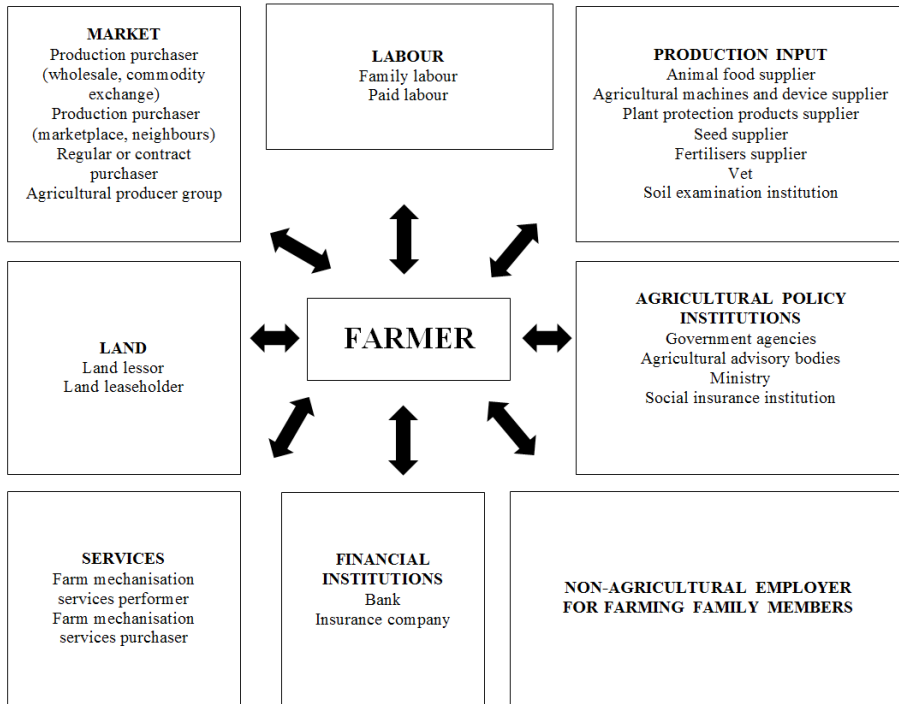 MARKET
Production purchaser
(wholesale, commodity
exchange)
Production purchaser
(marketplace, neighbours)
Regular or contract
purchaser
Agricultural producer group
LABOUR
Family labour
Paid labour
PRODUCTION INPUT
Animal food supplier
Agricultural machines and device supplier
Plant protection products supplier
Seed supplier
Fertilisers supplier
Vet
Soil examination institution
LAND
Land lessor
Land leaseholder
FARMER
AGRICULTURAL POLICY
INSTITUTIONS
Government agencies
Agricultural advisory bodies
Ministry
Social insurance institution
SERVICES
Farm mechanisation
services performer
Farm mechanisation
services purchaser
FINANCIAL
INSTITUTIONS
Bank
Insurance company
NON-AGRICULTURAL EMPLOYER
FOR FARMING FAMILY MEMBERS